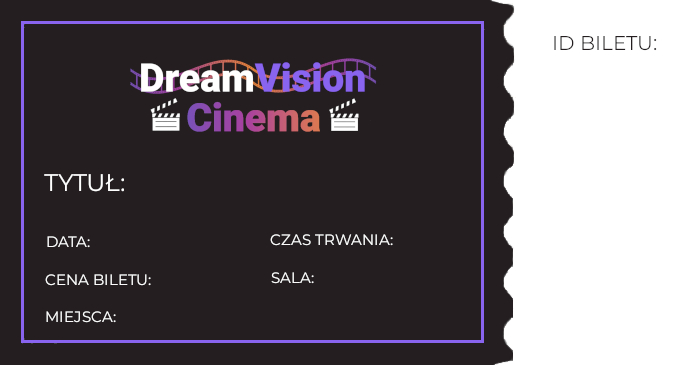 DreamVision
Cinema
TYTUŁ:
DATA:
CZAS TRWANIA:
CENA BILETU:
SALA:
MIEJSCA:
ID BILETU: